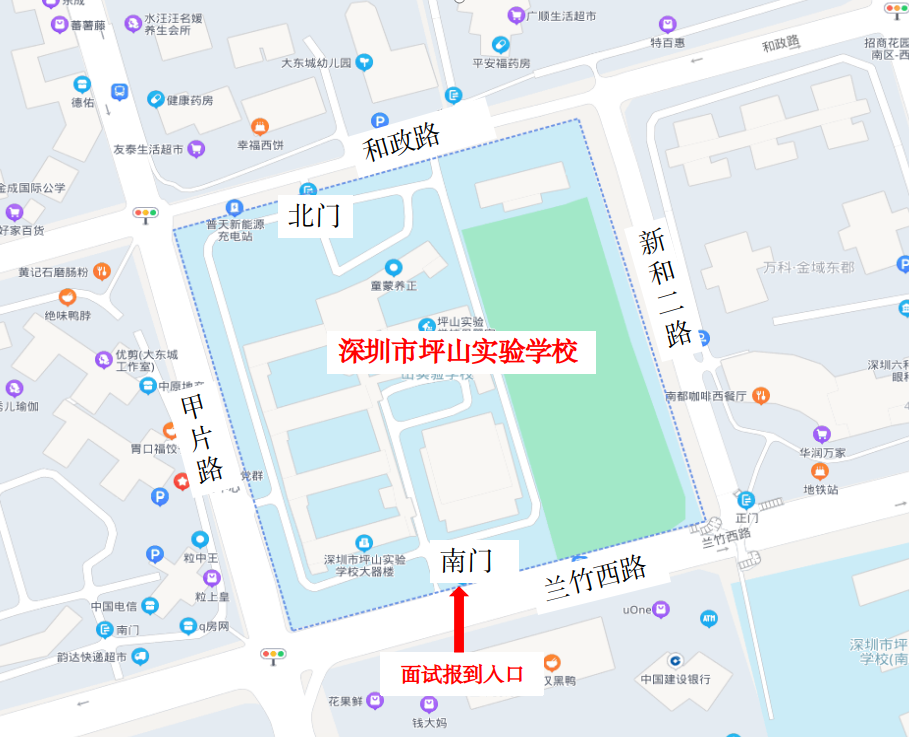 蕃薯藤
水汪汪名媛
养生会所
广顺生活超市
特百惠
和政路
招商花园
南区-西
大东城幼儿园
平安福药房
德佑
健康药房
P
和政路
友泰生活超市
幸福西饼
金成国际公学
好家百货
普天新能源
充电站
北门
新和二路
黄记石磨肠粉
童蒙养正
万科·金域东郡
P
绝味鸭脖
坪山实验
深圳市坪山实验学校
优剪(大东城
工作室)
中原地产
深圳六和
南都咖啡西餐厅
甲片路
胃口福饺
华润万家
党群
地铁站
P
正门
兰竹西路
粒中王
P
深圳市坪山实验
学校大器楼
南门
兰竹西路
粒上皇
中国电信
uOne
ATM
南门
q房网
深圳市坪
学校(南
韵达快递超市
面试报到入口
汉黑鸭
中国建设银行
花果鲜
钱大妈